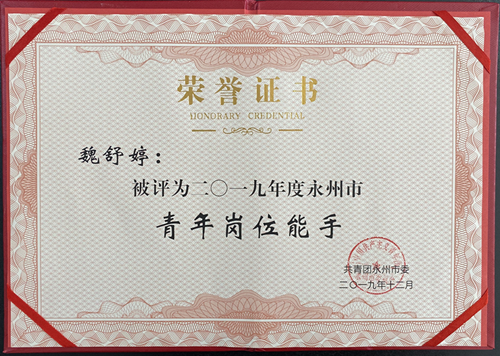 荣誉证书
HONORARY CREDENTIAL
魏舒婷：
被评为二〇一九年度永州市
青年岗位能手
共青团永州市委
二〇一九年十二月